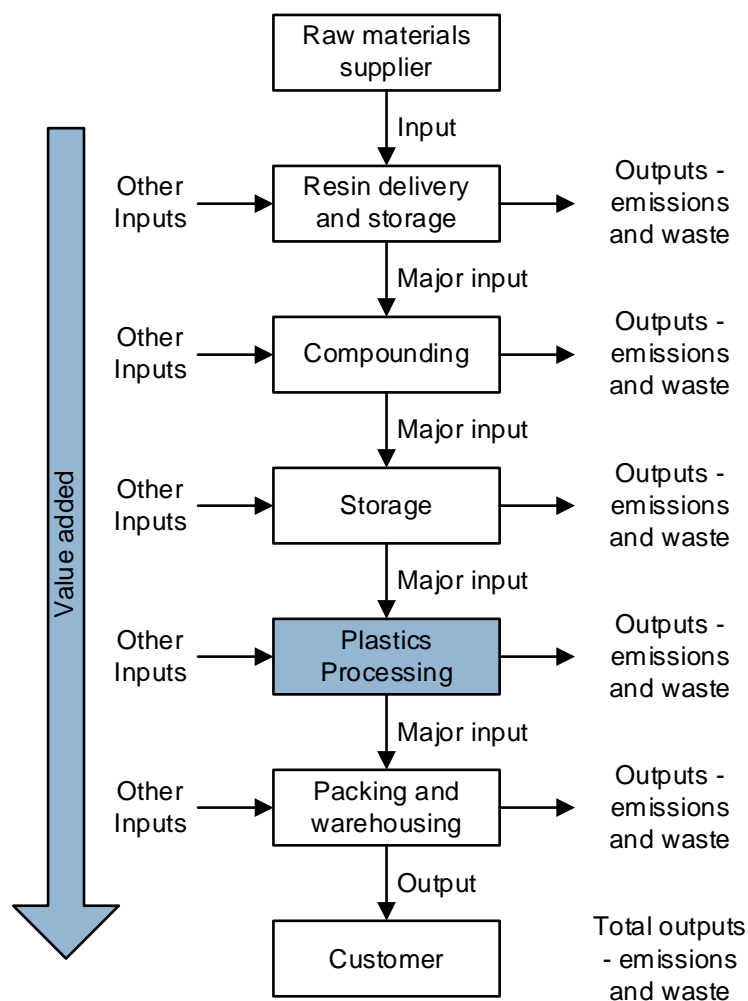 Raw materials
supplier
Input
Other
Inputs
Resin delivery
and storage
Outputs -
emissions
and waste
Major input
Other
Inputs
Compounding
Outputs -
emissions
and waste
Major input
Other
Inputs
Storage
Outputs -
emissions
and waste
Value added
Major input
Other
Inputs
Plastics
Processing
Outputs -
emissions
and waste
Major input
Other
Inputs
Packing and
warehousing
Outputs -
emissions
and waste
Output
Customer
Total outputs
- emissions
and waste